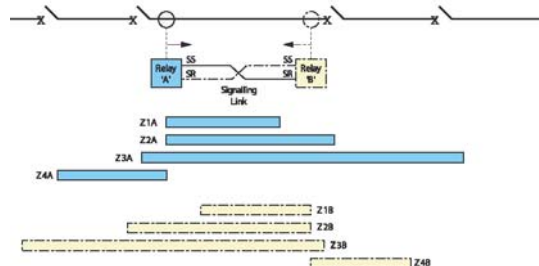 X X X X
SS SS
Relay 'A' Relay 'B'
SR SR
Signalling
Link
Z1A
Z2A
Z3A
Z4A
Z1B
Z2B
Z3B
Z4B